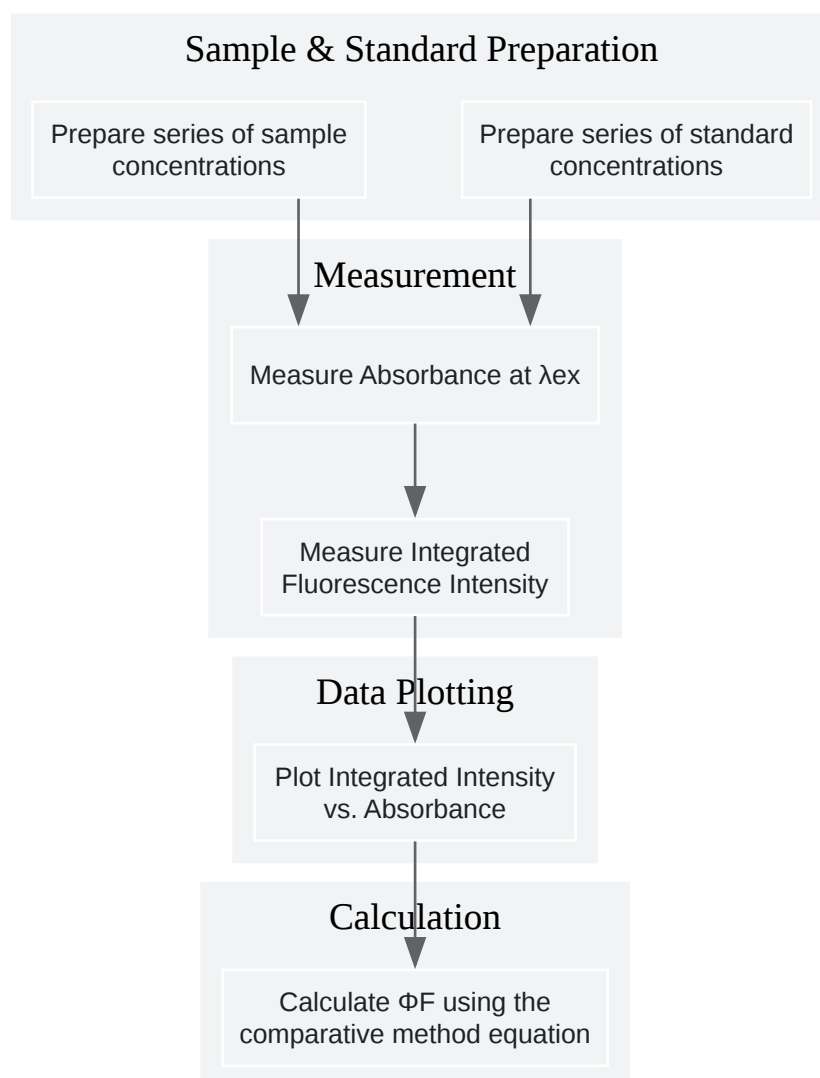 Sample & Standard Preparation
Prepare series of sample
concentrations
Prepare series of standard
concentrations
Measurement
Measure Absorbance at λex
Measure Integrated
Fluorescence Intensity
Data Plotting
Plot Integrated Intensity
vs. Absorbance
Calculation
Calculate ΦF using the
comparative method equation